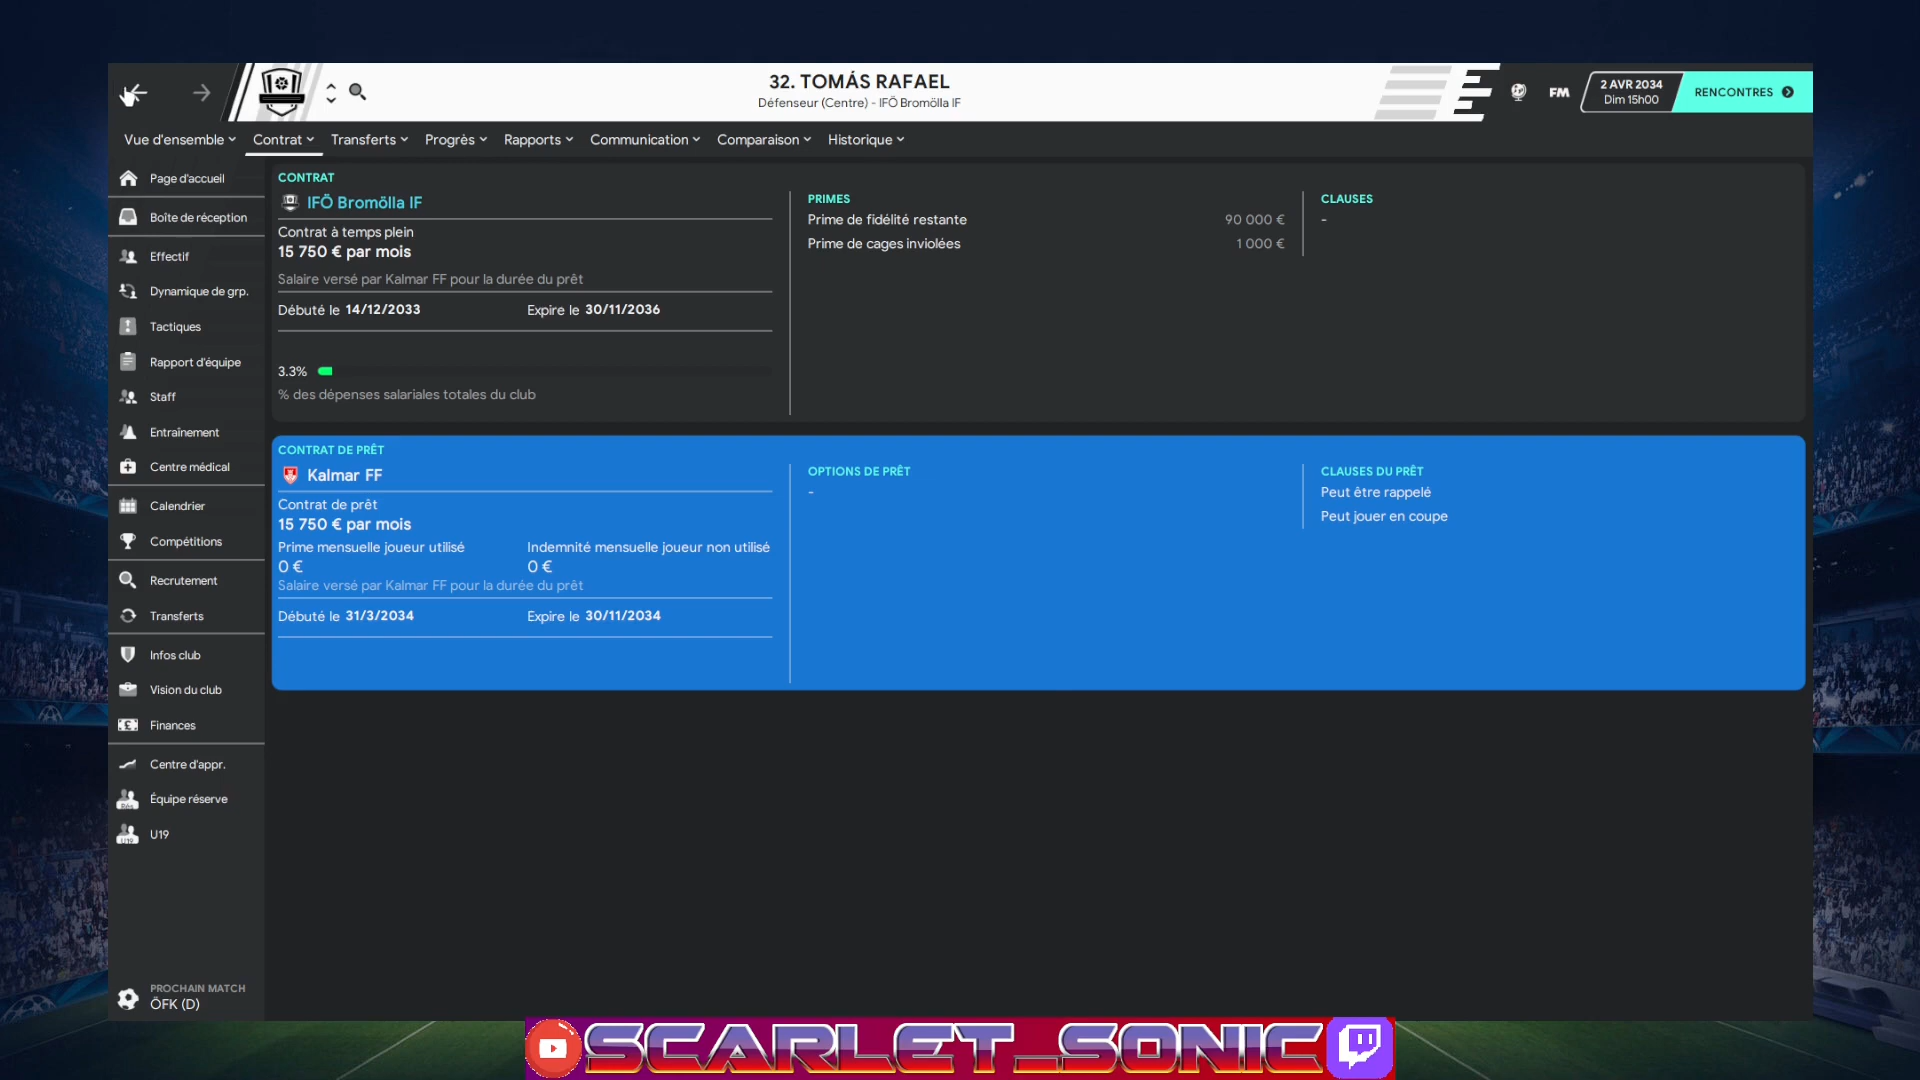 32. TOMÁS RAFAEL
Défenseur (Centre) - IFÖ Bromölla IF
FM
2 AVR 2034
Dim 15h00
RENCONTRES
Vue d'ensemble
Contrat
Transferts
Progrès
Rapports
Communication
Comparaison
Historique
Page d'accueil
Boîte de réception
Effectif
Dynamique de grp.
Tactiques
Rapport d'équipe
Staff
Entraînement
Centre médical
Calendrier
Compétitions
Recrutement
Transferts
Infos club
Vision du club
Finances
Centre d'appr.
Équipe réserve
U19
PROCHAIN MATCH
ÖFK (D)
CONTRAT
IFÖ Bromölla IF
Contrat à temps plein
15 750 € par mois
Salaire versé par Kalmar FF pour la durée du prêt
Débuté le 14/12/2033
Expire le 30/11/2036
3.3%
% des dépenses salariales totales du club
PRIMES
Prime de fidélité restante 90 000 €
Prime de cages inviolées 1 000 €
CLAUSES
-
CONTRAT DE PRÊT
Kalmar FF
Contrat de prêt
15 750 € par mois
Prime mensuelle joueur utilisé
0 €
Indemnité mensuelle joueur non utilisé
0 €
Salaire versé par Kalmar FF pour la durée du prêt
Débuté le 31/3/2034
Expire le 30/11/2034
OPTIONS DE PRÊT
-
CLAUSES DU PRÊT
Peut être rappelé
Peut jouer en coupe
SCARLET_SONIC